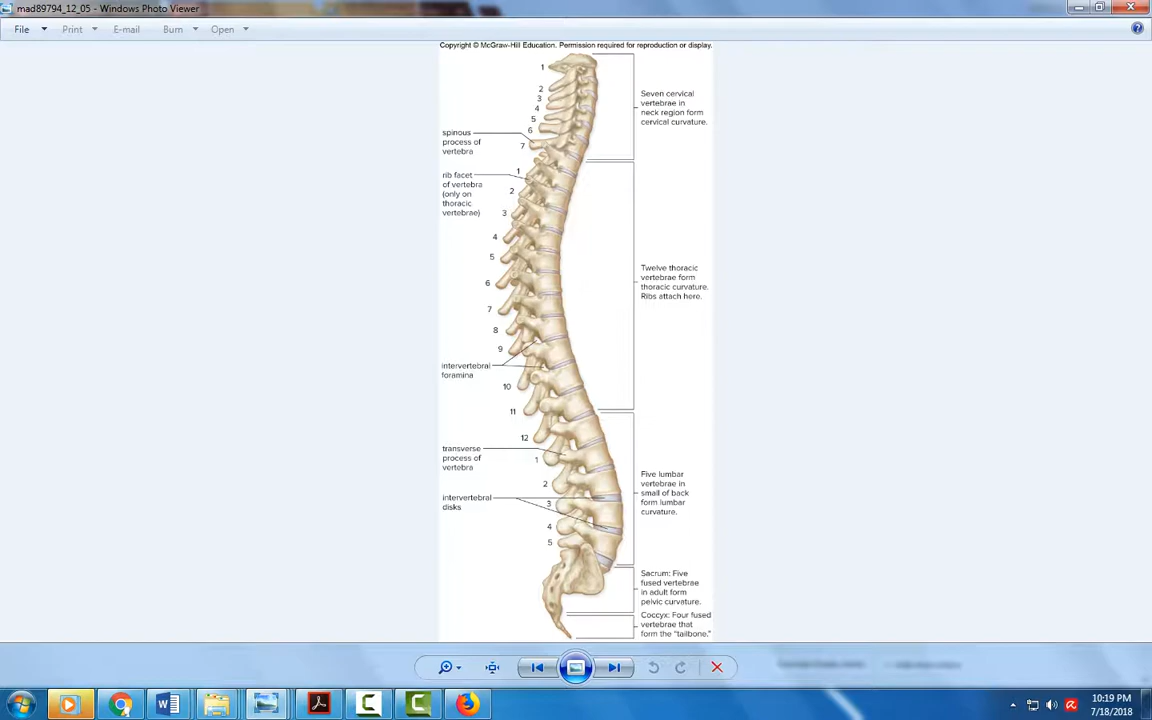 mad89794_12_05 - Windows Photo Viewer
File Print E-mail Burn Open
Copyright © McGraw-Hill Education. Permission required for reproduction or display.
1
2
3
4
5
6
7
spinous
process of
vertebra
rib facet
of vertebra
(only on
thoracic
vertebrae)
1
2
3
4
5
6
7
8
9
10
11
12
intervertebral
foramina
transverse
process of
vertebra
1
2
3
4
5
intervertebral
disks
Seven cervical
vertebrae in
neck region form
cervical curvature.
Twelve thoracic
vertebrae form
thoracic curvature.
Ribs attach here.
Five lumbar
vertebrae in
small of back
form lumbar
curvature.
Sacrum: Five
fused vertebrae
in adult form
pelvic curvature.
Coccyx: Four fused
vertebrae that
form the “tailbone.”
10:19 PM
7/18/2018